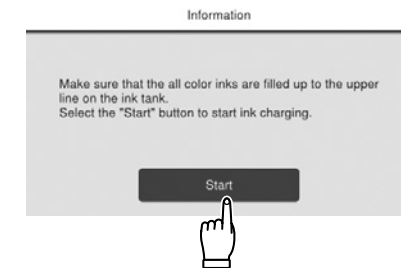 Information
Make sure that the all color inks are filled up to the upper
line on the ink tank.
Select the "Start" button to start ink charging.
Start